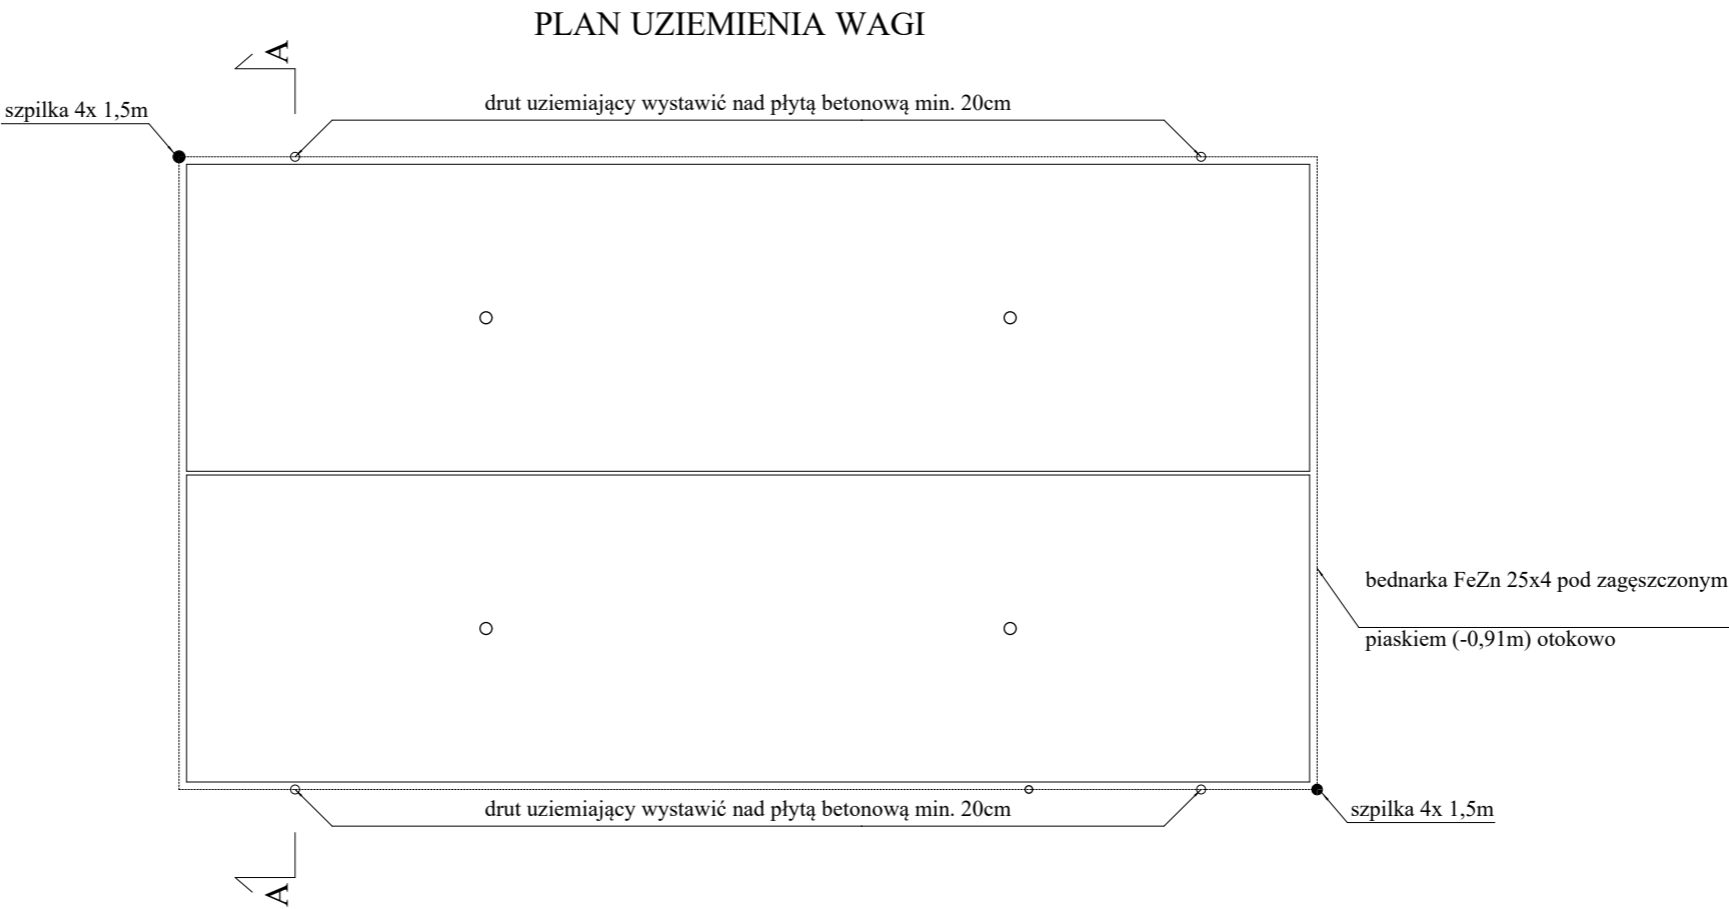 PLAN UZIEMIENIA WAGI
A
szpilka 4x 1,5m
drut uziemiający wystawić nad płytą betonową min. 20cm
bednarka FeZn 25x4 pod zagęszczonym
piaskiem (-0,91m) otokowo
drut uziemiający wystawić nad płytą betonową min. 20cm
szpilka 4x 1,5m
A